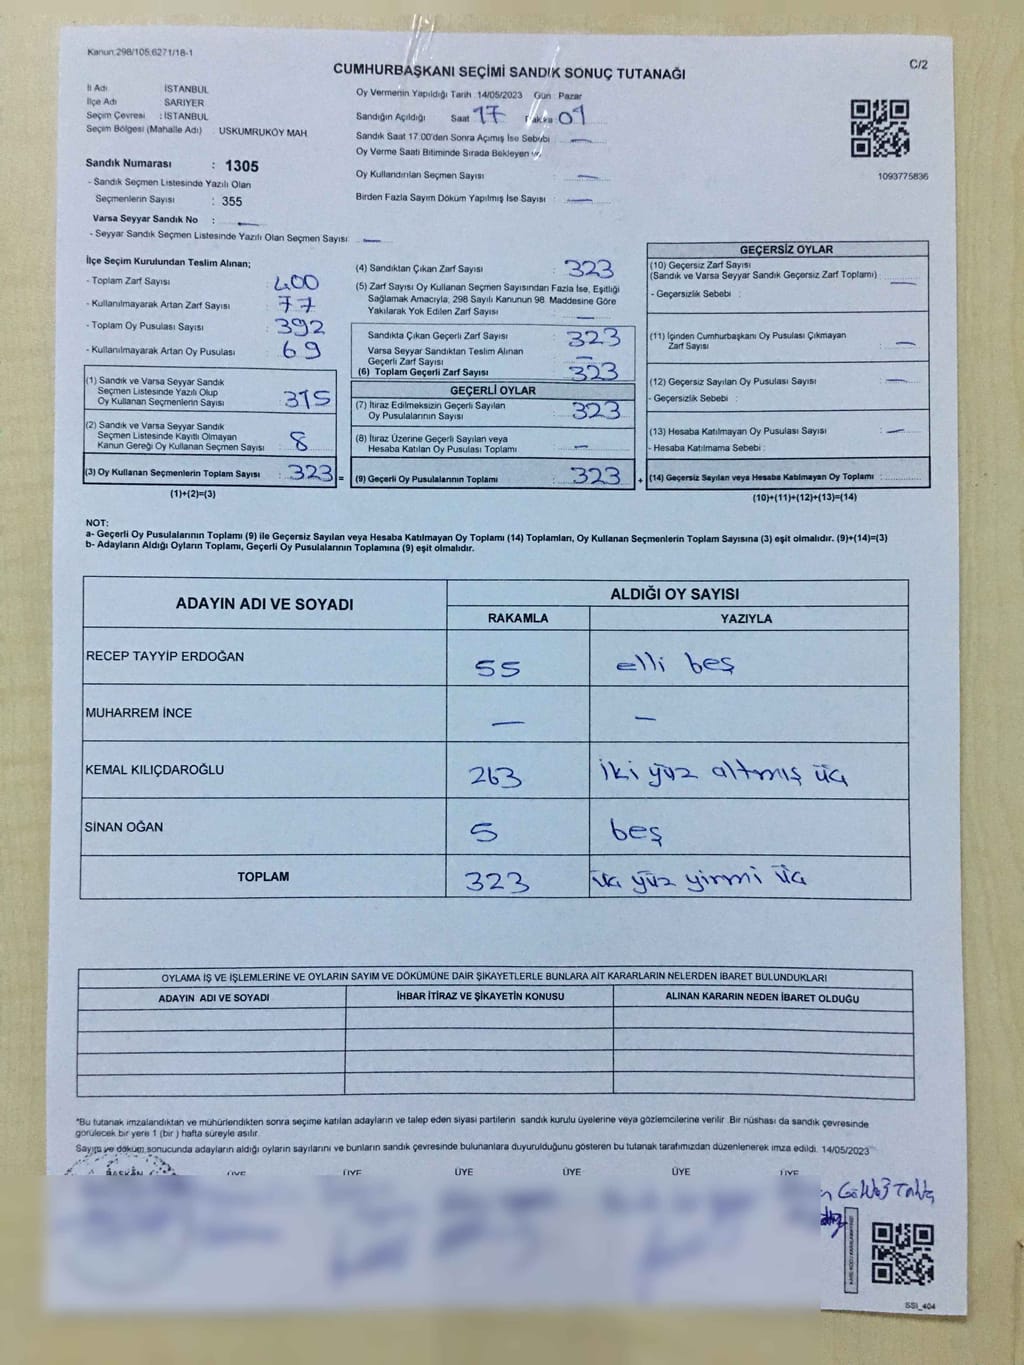 Kanun:298/105:6271/18-1
C/2
CUMHURBAŞKANI SEÇİMİ SANDIK SONUÇ TUTANAĞI
İl Adı İSTANBUL
İlçe Adı SARIYER
Seçim Çevresi : İSTANBUL
Seçim Bölgesi (Mahalle Adı) : USKUMRUKÖY MAH.
Oy Vermenin Yapıldığı Tarih :14/05/2023 Gün : Pazar
Sandığın Açıldığı Saat 17 Dakika 01
Sandık Saat 17.00'den Sonra Açılmış İse Sebebi : —
Oy Verme Saati Bitiminde Sırada Bekleyen ve
Oy Kullandırılan Seçmen Sayısı : —
Birden Fazla Sayım Döküm Yapılmış İse Sayısı : —
1093775836
Sandık Numarası : 1305
- Sandık Seçmen Listesinde Yazılı Olan
Seçmenlerin Sayısı : 355
Varsa Seyyar Sandık No : —
- Seyyar Sandık Seçmen Listesinde Yazılı Olan Seçmen Sayısı: —
İlçe Seçim Kurulundan Teslim Alınan;
- Toplam Zarf Sayısı : 400
- Kullanılmayarak Artan Zarf Sayısı : 77
- Toplam Oy Pusulası Sayısı : 392
- Kullanılmayarak Artan Oy Pusulası : 69
(1) Sandık ve Varsa Seyyar Sandık
Seçmen Listesinde Yazılı Olup
Oy Kullanan Seçmenlerin Sayısı : 315
(2) Sandık ve Varsa Seyyar Sandık
Seçmen Listesinde Kayıtlı Olmayan
Kanun Gereği Oy Kullanan Seçmen Sayısı : 8
(3) Oy Kullanan Seçmenlerin Toplam Sayısı : 323 =
(1)+(2)=(3)
(4) Sandıktan Çıkan Zarf Sayısı : 323
(5) Zarf Sayısı Oy Kullanan Seçmen Sayısından Fazla İse, Eşitliği
Sağlamak Amacıyla, 298 Sayılı Kanunun 98. Maddesine Göre
Yakılarak Yok Edilen Zarf Sayısı : —
Sandıkta Çıkan Geçerli Zarf Sayısı : 323
Varsa Seyyar Sandıktan Teslim Alınan
Geçerli Zarf Sayısı : —
(6) Toplam Geçerli Zarf Sayısı : 323
GEÇERLİ OYLAR
(7) İtiraz Edilmeksizin Geçerli Sayılan
Oy Pusulalarının Sayısı : 323
(8) İtiraz Üzerine Geçerli Sayılan veya
Hesaba Katılan Oy Pusulası Toplamı : —
(9) Geçerli Oy Pusulalarının Toplamı : 323 +
GEÇERSİZ OYLAR
(10) Geçersiz Zarf Sayısı
(Sandık ve Varsa Seyyar Sandık Geçersiz Zarf Toplamı) : —
- Geçersizlik Sebebi :
(11) İçinden Cumhurbaşkanı Oy Pusulası Çıkmayan
Zarf Sayısı : —
(12) Geçersiz Sayılan Oy Pusulası Sayısı : —
- Geçersizlik Sebebi :
(13) Hesaba Katılmayan Oy Pusulası Sayısı : —
- Hesaba Katılmama Sebebi :
(14) Geçersiz Sayılan veya Hesaba Katılmayan Oy Toplamı :
(10)+(11)+(12)+(13)=(14)
NOT:
a- Geçerli Oy Pusulalarının Toplamı (9) ile Geçersiz Sayılan veya Hesaba Katılmayan Oy Toplamı (14) Toplamları, Oy Kullanan Seçmenlerin Toplam Sayısına (3) eşit olmalıdır. (9)+(14)=(3)
b- Adayların Aldığı Oyların Toplamı, Geçerli Oy Pusulalarının Toplamına (9) eşit olmalıdır.
ADAYIN ADI VE SOYADI ALDIĞI OY SAYISI
RAKAMLA YAZIYLA
RECEP TAYYİP ERDOĞAN 55 elli beş
MUHARREM İNCE — —
KEMAL KILIÇDAROĞLU 263 iki yüz altmış üç
SİNAN OĞAN 5 beş
TOPLAM 323 üç yüz yirmi üç
OYLAMA İŞ VE İŞLEMLERİNE VE OYLARIN SAYIM VE DÖKÜMÜNE DAİR ŞİKAYETLERLE BUNLARA AİT KARARLARIN NELERDEN İBARET BULUNDUKLARI
ADAYIN ADI VE SOYADI İHBAR İTİRAZ VE ŞİKAYETİN KONUSU ALINAN KARARIN NEDEN İBARET OLDUĞU
*Bu tutanak imzalandıktan ve mühürlendikten sonra seçime katılan adayların ve talep eden siyasi partilerin sandık kurulu üyelerine veya gözlemcilerine verilir. Bir nüshası da sandık çevresinde
görülecek bir yere 1 (bir ) hafta süreyle asılır.
Sayım ve döküm sonucunda adayların aldığı oyların sayılarını ve bunların sandık çevresinde bulunanlara duyurulduğunu gösteren bu tutanak tarafımızdan düzenlenerek imza edildi. 14/05/2023
BAŞKAN ÜYE ÜYE ÜYE ÜYE ÜYE ÜYE
SSI_404